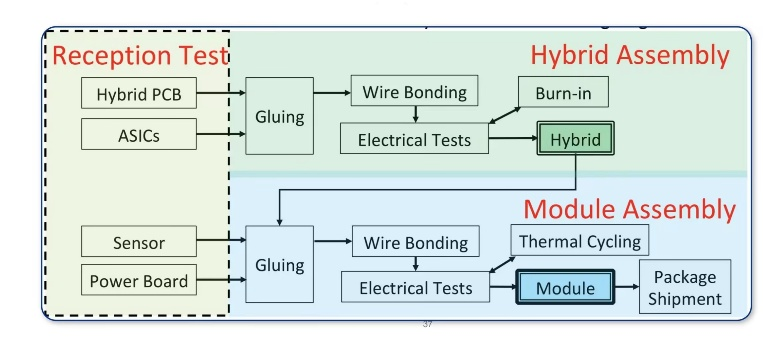 Reception Test
Hybrid Assembly
Hybrid PCB
ASICs
Gluing
Wire Bonding
Burn-in
Electrical Tests
Hybrid
Module Assembly
Sensor
Power Board
Gluing
Wire Bonding
Thermal Cycling
Electrical Tests
Module
Package
Shipment
37